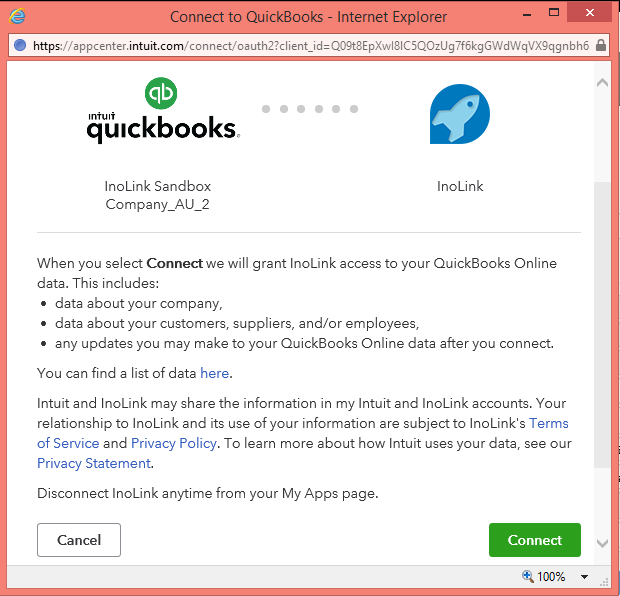 Connect to QuickBooks - Internet Explorer
https://appcenter.intuit.com/connect/oauth2?client_id=Q09t8EpXwI8IC5QOzUg7f6kgGWdWqVX9qgnbh6
qb
intuit
quickbooks.
InoLink Sandbox
Company_AU_2
InoLink
When you select Connect we will grant InoLink access to your QuickBooks Online
data. This includes:
• data about your company,
• data about your customers, suppliers, and/or employees,
• any updates you may make to your QuickBooks Online data after you connect.
You can find a list of data here.
Intuit and InoLink may share the information in my Intuit and InoLink accounts. Your
relationship to InoLink and its use of your information are subject to InoLink's Terms
of Service and Privacy Policy. To learn more about how Intuit uses your data, see our
Privacy Statement.
Disconnect InoLink anytime from your My Apps page.
Cancel
Connect
100%